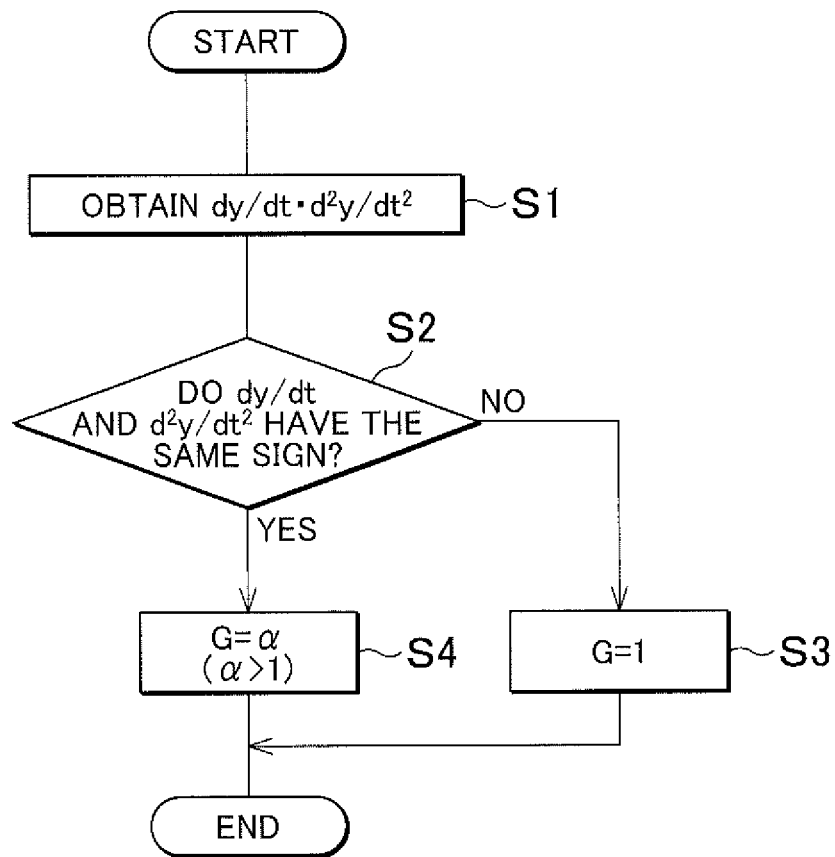 START
OBTAIN dy/dt・d²y/dt²
S1
S2
DO dy/dt
AND d²y/dt² HAVE THE
SAME SIGN?
NO
YES
G=α
(α>1)
S4
G=1
S3
END